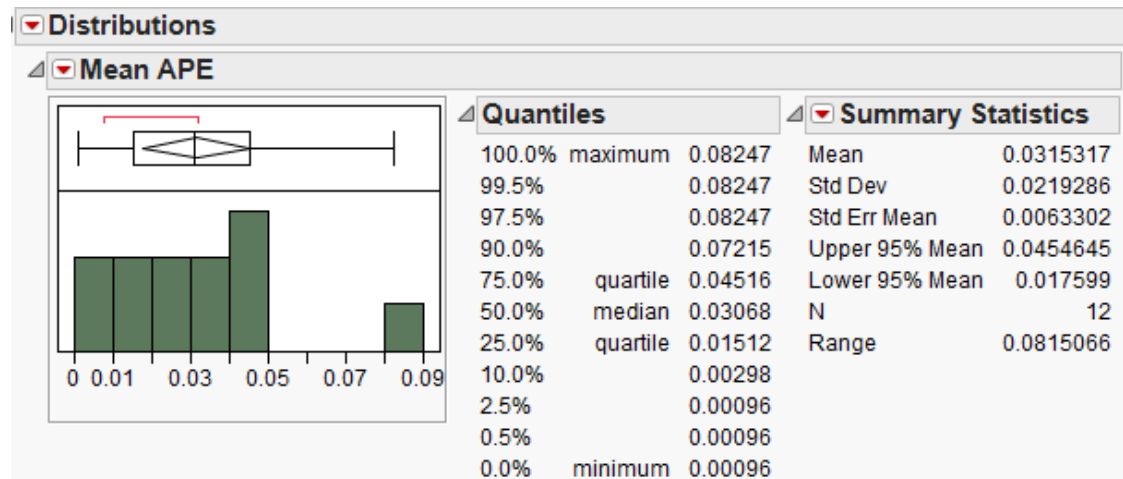 Distributions
Mean APE
0 0.01 0.03 0.05 0.07 0.09
Quantiles
100.0% maximum 0.08247
99.5% 0.08247
97.5% 0.08247
90.0% 0.07215
75.0% quartile 0.04516
50.0% median 0.03068
25.0% quartile 0.01512
10.0% 0.00298
2.5% 0.00096
0.5% 0.00096
0.0% minimum 0.00096
Summary Statistics
Mean 0.0315317
Std Dev 0.0219286
Std Err Mean 0.0063302
Upper 95% Mean 0.0454645
Lower 95% Mean 0.017599
N 12
Range 0.0815066